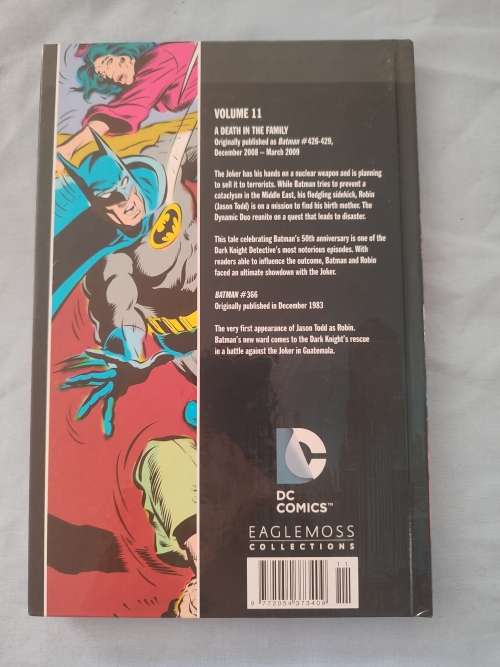 VOLUME 11
A DEATH IN THE FAMILY
Originally published as Batman #426-429,
December 2008 – March 2009
The Joker has his hands on a nuclear weapon and is planning
to sell it to terrorists. While Batman tries to prevent a
cataclysm in the Middle East, his fledgling sidekick, Robin
(Jason Todd) is on a mission to find his birth mother. The
Dynamic Duo reunite on a quest that leads to disaster.
This tale celebrating Batman's 50th anniversary is one of the
Dark Knight Detective's most notorious episodes. With
readers able to influence the outcome, Batman and Robin
faced an ultimate showdown with the Joker.
BATMAN #366
Originally published in December 1983
The very first appearance of Jason Todd as Robin.
Batman's new ward comes to the Dark Knight's rescue
in a battle against the Joker in Guatemala.
DC
COMICS™
EAGLEMOSS
COLLECTIONS
11
9 772054 373409